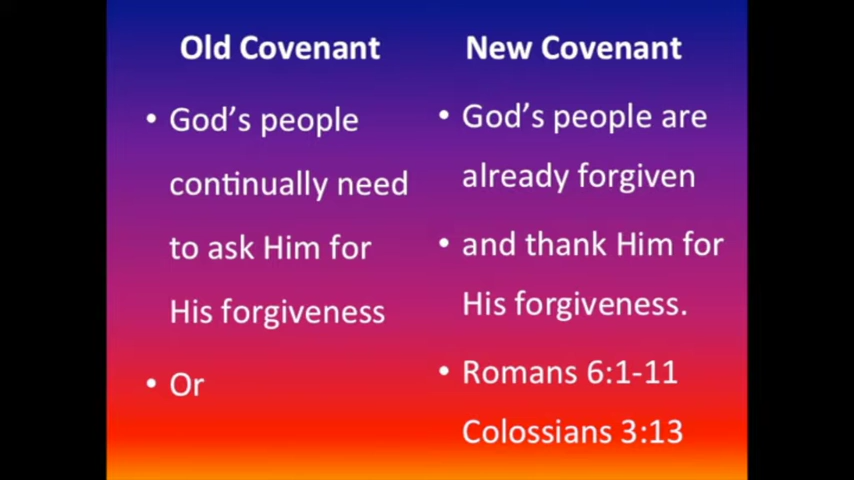 Old Covenant
• God's people
continually need
to ask Him for
His forgiveness
• Or
New Covenant
• God's people are
already forgiven
• and thank Him for
His forgiveness.
• Romans 6:1-11
Colossians 3:13